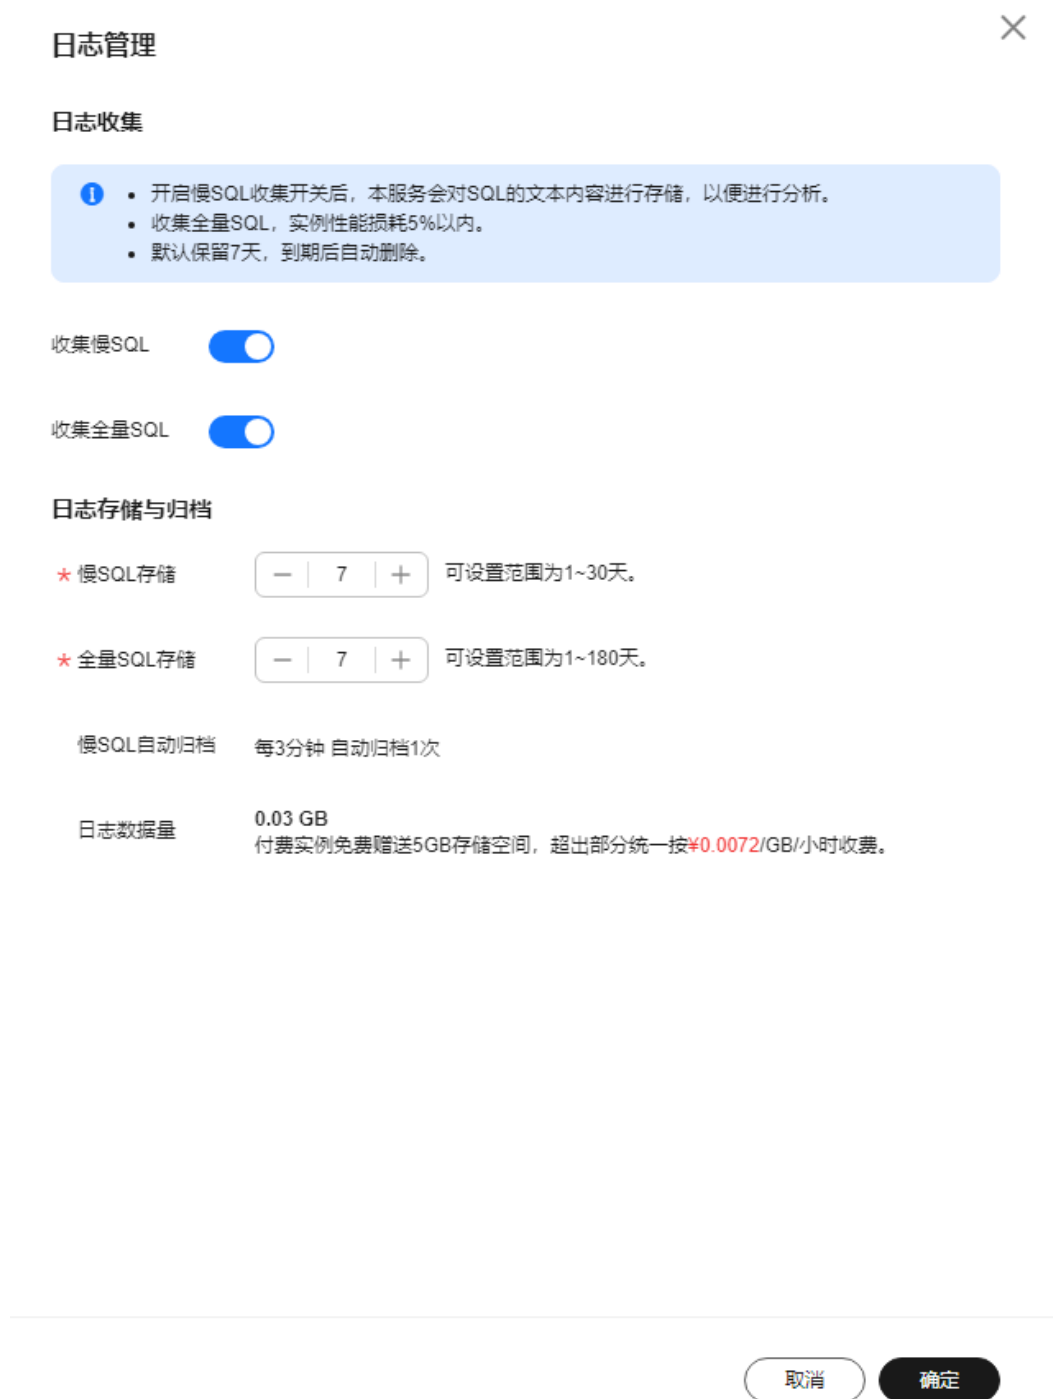 日志管理
日志收集
开启慢SQL收集开关后，本服务会对SQL的文本内容进行存储，以便进行分析。
收集全量SQL，实例性能损耗5%以内。
默认保留7天，到期后自动删除。
收集慢SQL
收集全量SQL
日志存储与归档
* 慢SQL存储 7 可设置范围为1~30天。
* 全量SQL存储 7 可设置范围为1~180天。
慢SQL自动归档 每3分钟 自动归档1次
日志数据量 0.03 GB
付费实例免费赠送5GB存储空间，超出部分统一按¥0.0072/GB/小时收费。
取消 确定